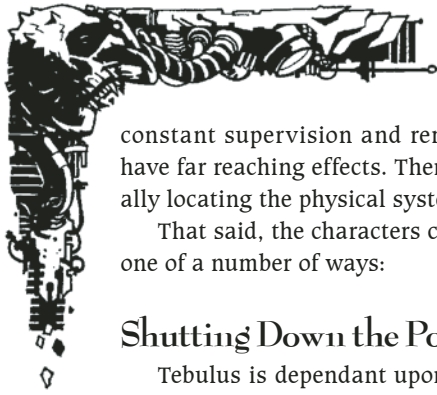 constant supervision and
have far reaching effects.
ally locating the physical
That said, the characters
one of a number of ways:
Shutting Down the
Tebulus is dependant upon